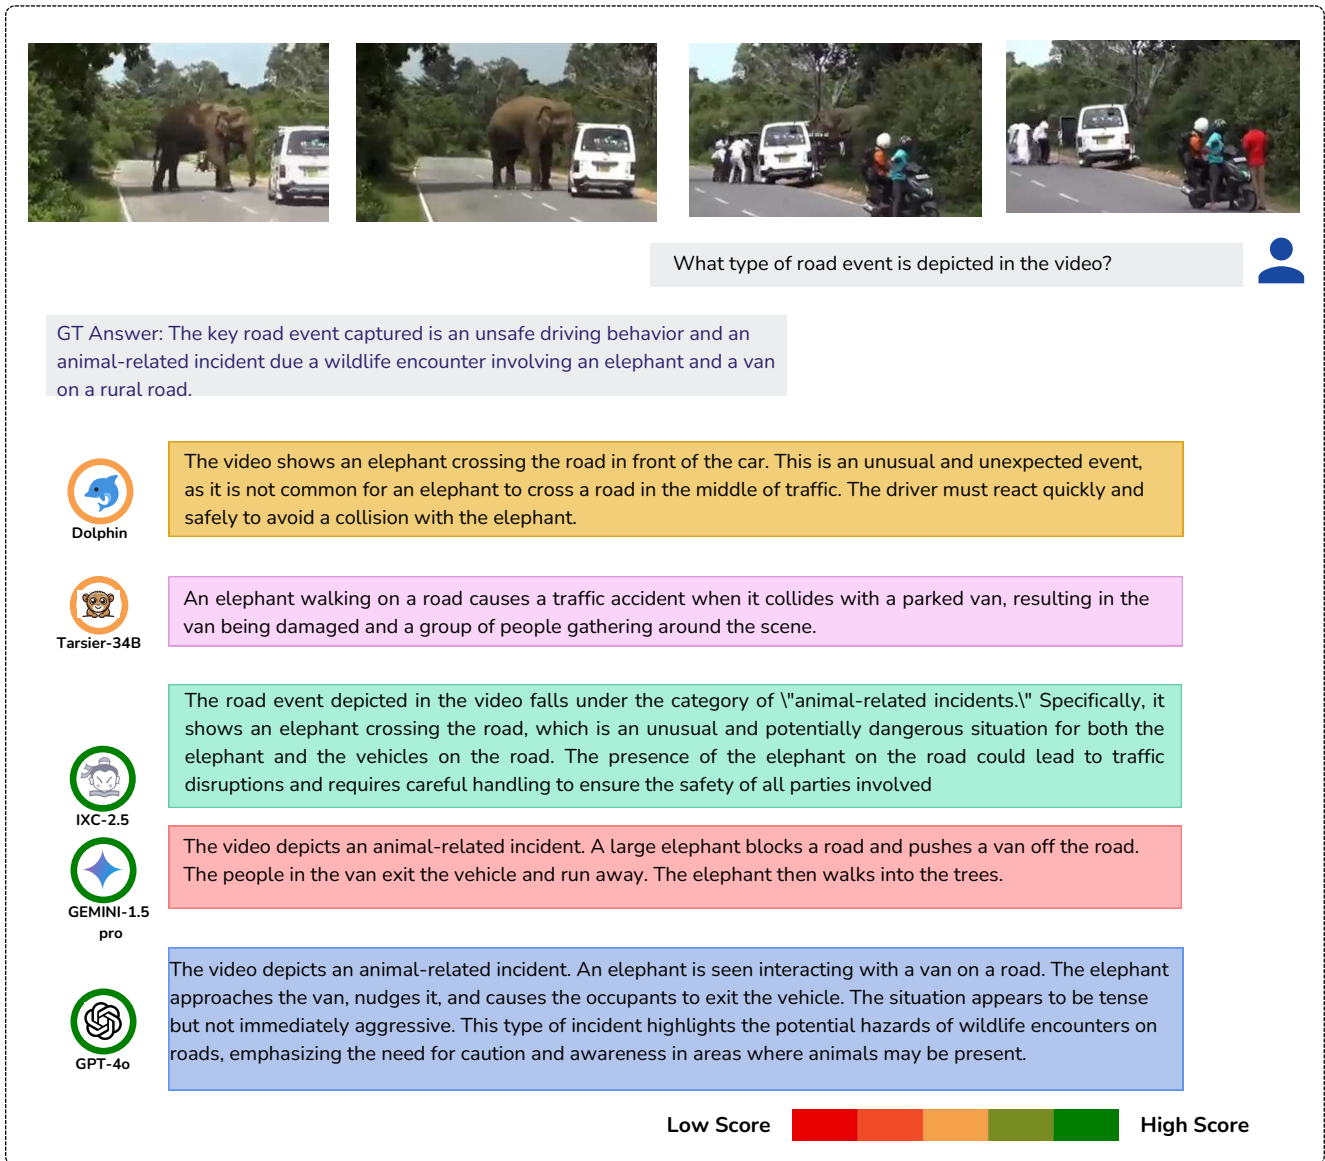 What type of road event is depicted in the video?
GT Answer: The key road event captured is an unsafe driving behavior and an
animal-related incident due a wildlife encounter involving an elephant and a van
on a rural road.
The video shows an elephant crossing the road in front of the car. This is an unusual and unexpected event,
as it is not common for an elephant to cross a road in the middle of traffic. The driver must react quickly and
safely to avoid a collision with the elephant.
Dolphin
An elephant walking on a road causes a traffic accident when it collides with a parked van, resulting in the
van being damaged and a group of people gathering around the scene.
Tarsier-34B
The road event depicted in the video falls under the category of \"animal-related incidents.\" Specifically, it
shows an elephant crossing the road, which is an unusual and potentially dangerous situation for both the
elephant and the vehicles on the road. The presence of the elephant on the road could lead to traffic
disruptions and requires careful handling to ensure the safety of all parties involved
IXC-2.5
The video depicts an animal-related incident. A large elephant blocks a road and pushes a van off the road.
The people in the van exit the vehicle and run away. The elephant then walks into the trees.
GEMINI-1.5
pro
The video depicts an animal-related incident. An elephant is seen interacting with a van on a road. The elephant
approaches the van, nudges it, and causes the occupants to exit the vehicle. The situation appears to be tense
but not immediately aggressive. This type of incident highlights the potential hazards of wildlife encounters on
roads, emphasizing the need for caution and awareness in areas where animals may be present.
GPT-4o
Low Score
High Score